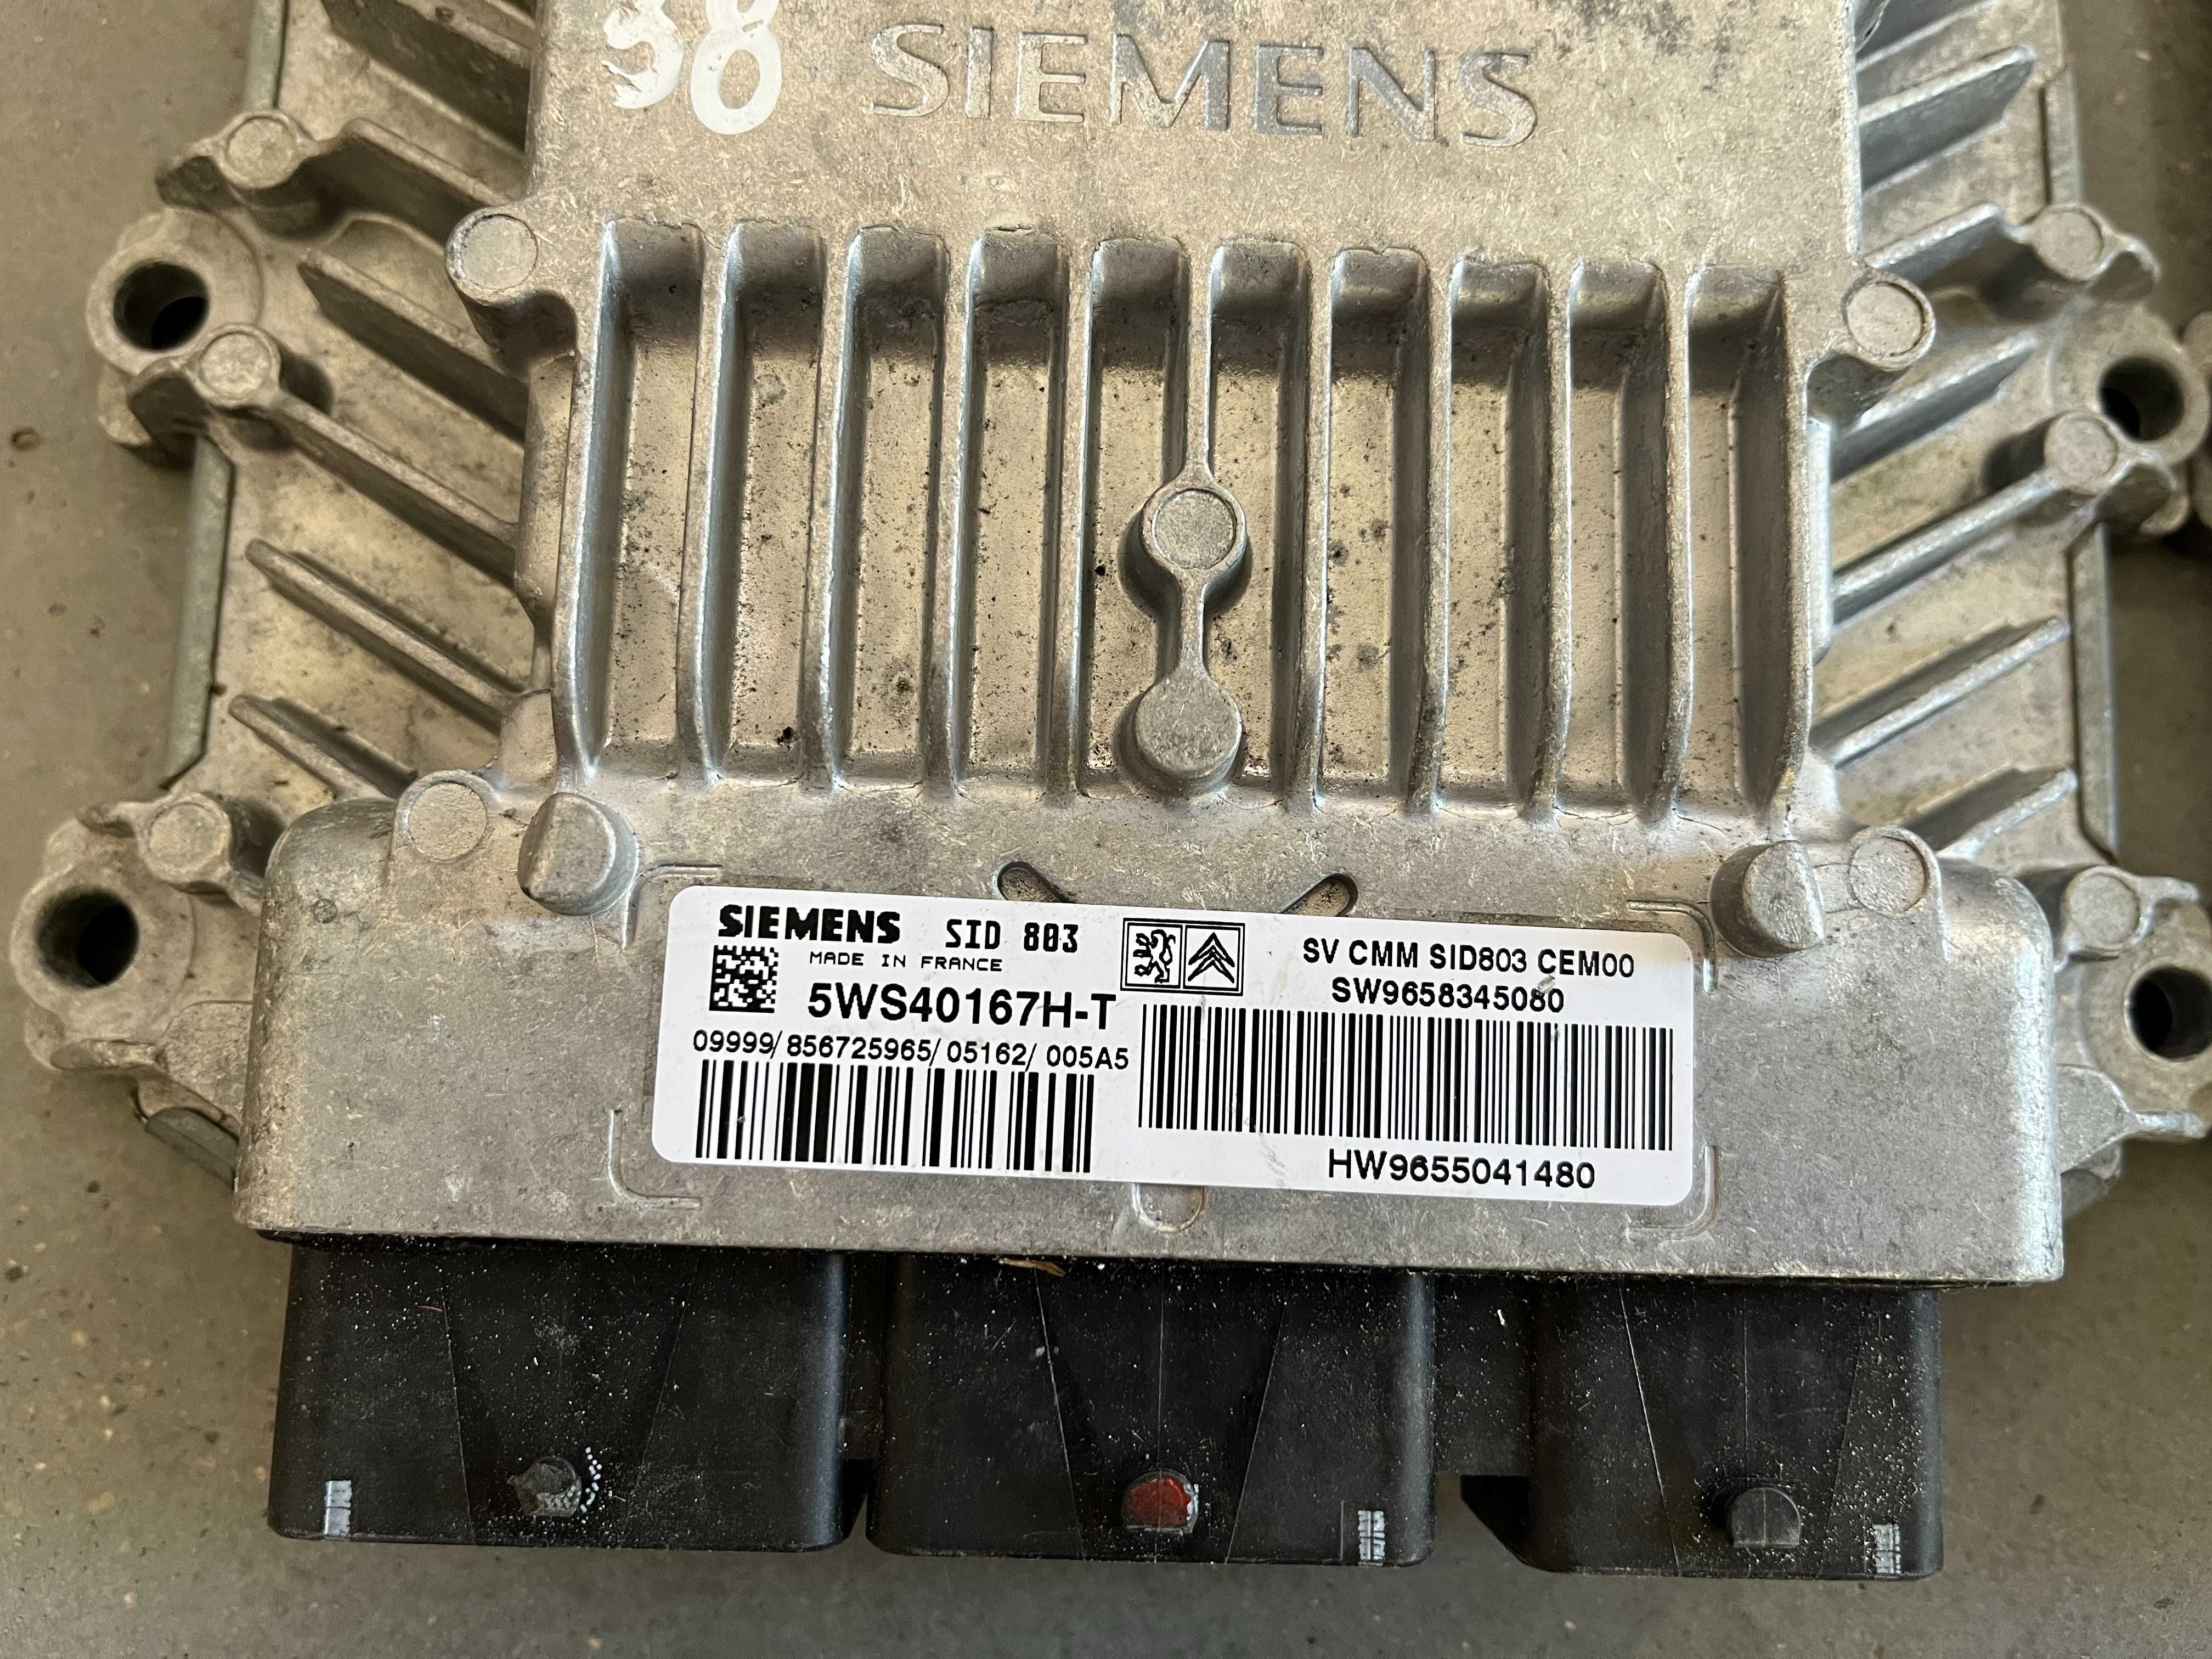 38
SIEMENS
SIEMENS SID 803
MADE IN FRANCE
5WS40167H-T
09999/856725965/05162/005A5
SV CMM SID803 CEM00
SW9658345080
HW9655041480